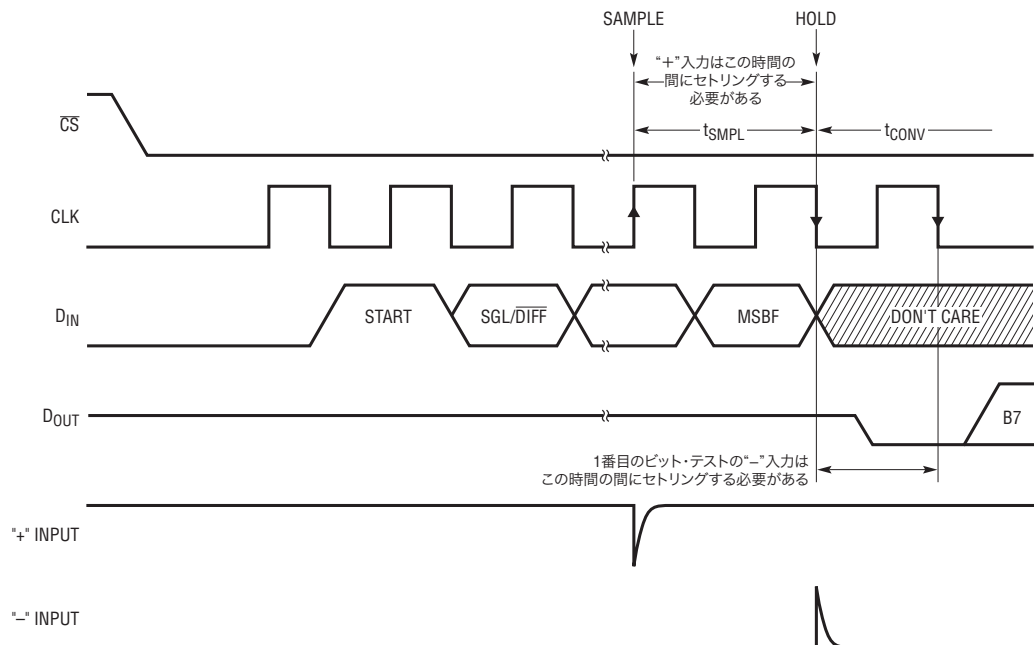 SAMPLE
HOLD
“+”入力はこの時間の
間にセトリングする
必要がある
CS
tSMPL
tCONV
CLK
DIN
START
SGL/DIFF
MSBF
DON'T CARE
DOUT
B7
1番目のビット・テストの“–”入力は
この時間の間にセトリングする必要がある
"+" INPUT
"–" INPUT